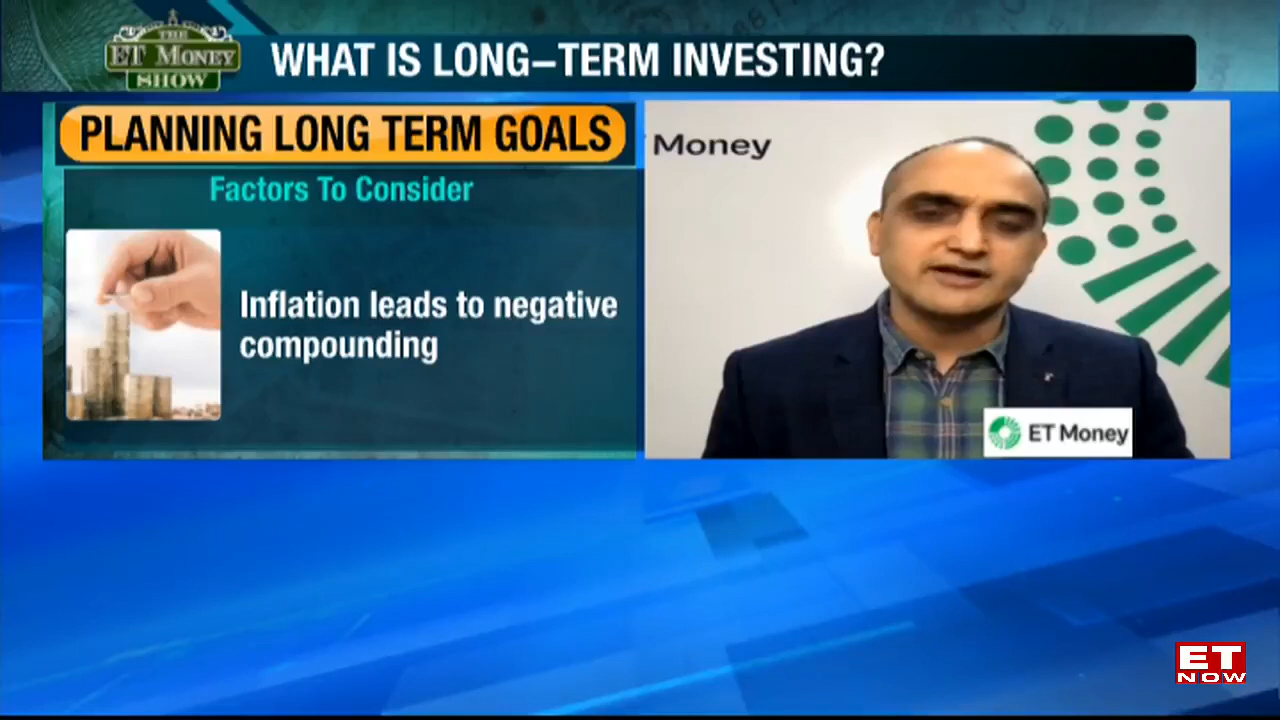 THE
ET MONEY
SHOW
WHAT IS LONG–TERM INVESTING?
PLANNING LONG TERM GOALS
Factors To Consider
Inflation leads to negative
compounding
Money
ET Money
ET
NOW